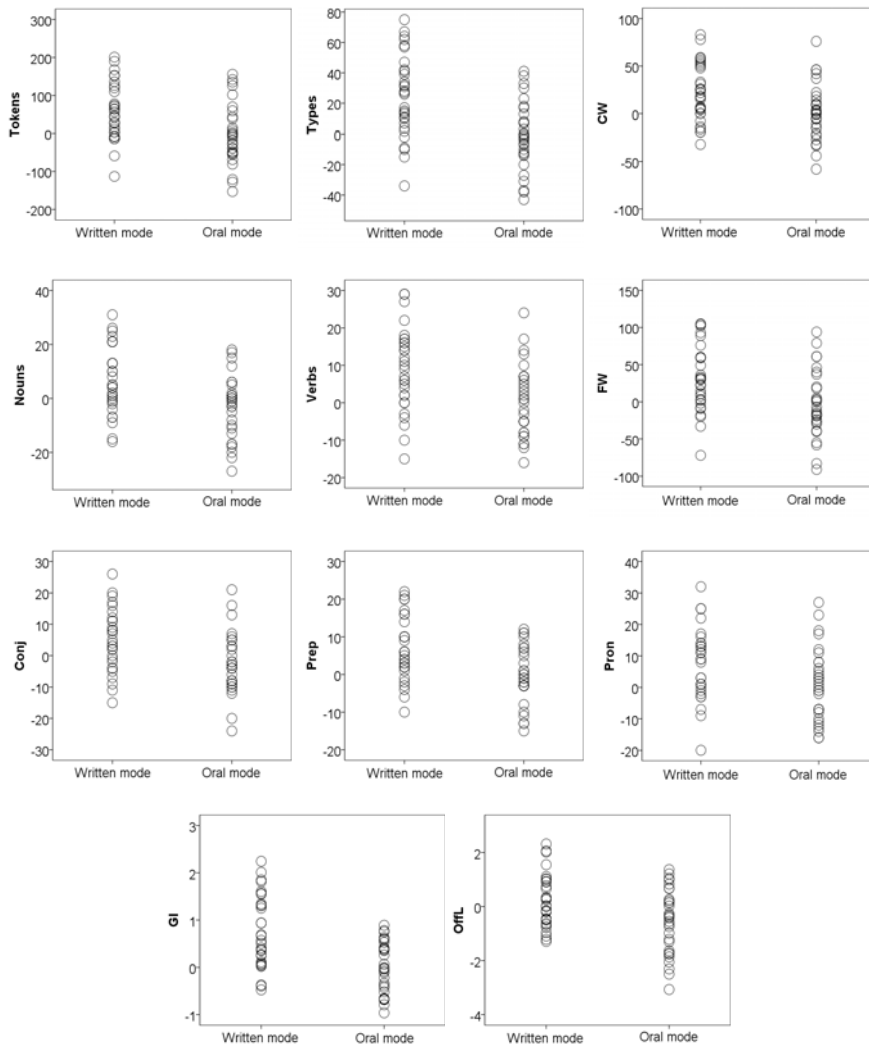 Tokens
300
200
100
0
-100
-200
Written mode
Oral mode
Types
80
60
40
20
0
-20
-40
Written mode
Oral mode
CW
100
50
0
-50
-100
Written mode
Oral mode
Nouns
40
20
0
-20
Written mode
Oral mode
Verbs
30
20
10
0
-10
-20
Written mode
Oral mode
FW
150
100
50
0
-50
-100
Written mode
Oral mode
Conj
30
20
10
0
-10
-20
-30
Written mode
Oral mode
Prep
30
20
10
0
-10
-20
Written mode
Oral mode
Pron
40
30
20
10
0
-10
-20
Written mode
Oral mode
GI
3
2
1
0
-1
Written mode
Oral mode
OffL
2
0
-2
-4
Written mode
Oral mode